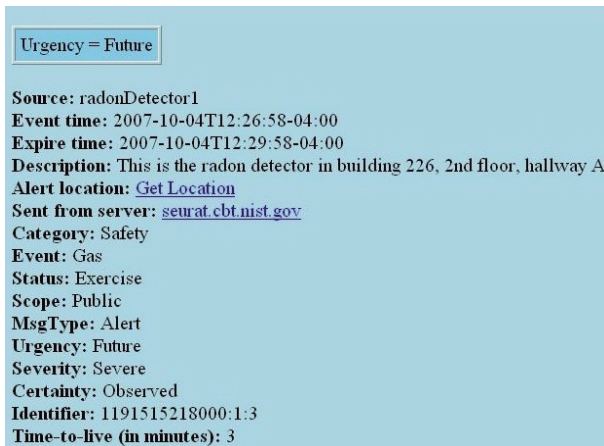 Urgency = Future
Source: radonDetector1
Event time: 2007-10-04T12:26:58-04:00
Expire time: 2007-10-04T12:29:58-04:00
Description: This is the radon detector in building 226, 2nd floor, hallway A
Alert location: Get Location
Sent from server: seurat.cbt.nist.gov
Category: Safety
Event: Gas
Status: Exercise
Scope: Public
MsgType: Alert
Urgency: Future
Severity: Severe
Certainty: Observed
Identifier: 1191515218000:1:3
Time-to-live (in minutes): 3